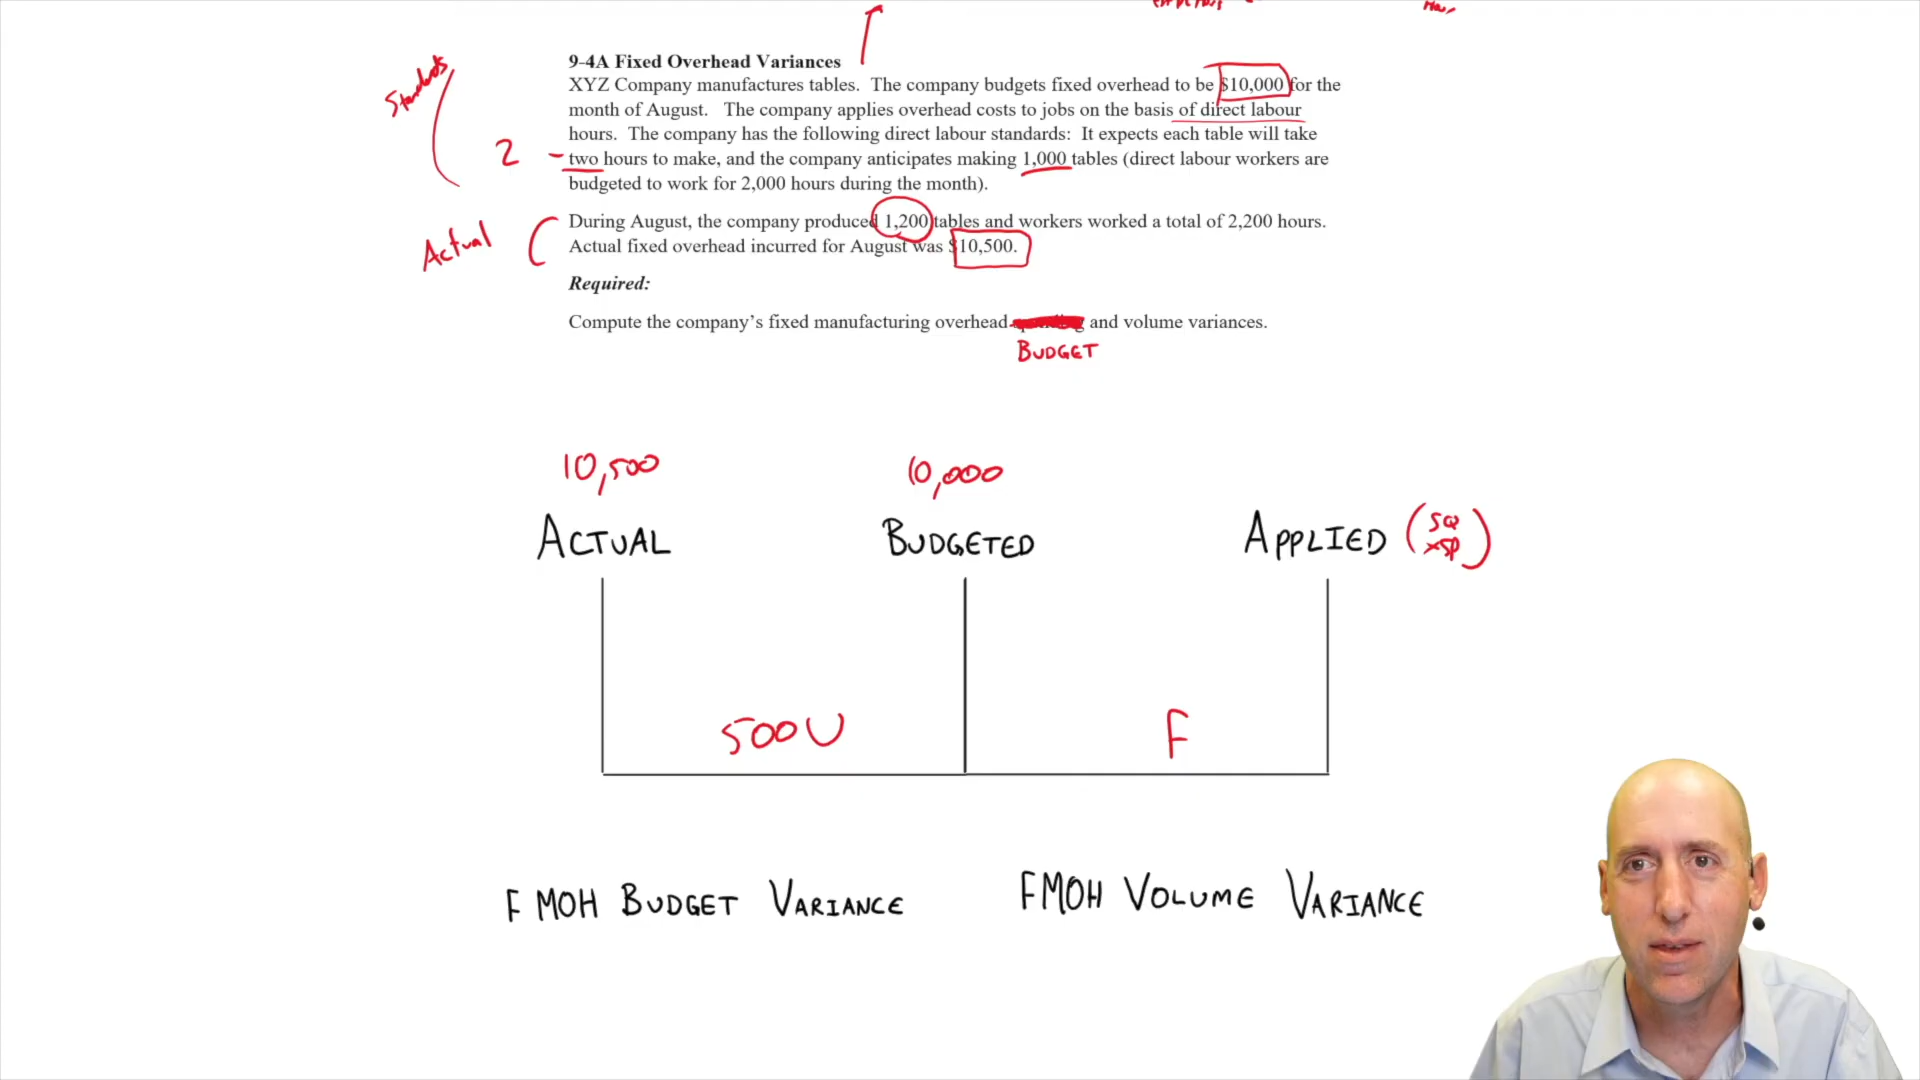 9-4A Fixed Overhead Variances
XYZ Company manufactures tables. The company budgets fixed overhead to be $10,000 for the
month of August. The company applies overhead costs to jobs on the basis of direct labour
hours. The company has the following direct labour standards: It expects each table will take
two hours to make, and the company anticipates making 1,000 tables (direct labour workers are
budgeted to work for 2,000 hours during the month).
Standards
2
During August, the company produced 1,200 tables and workers worked a total of 2,200 hours.
Actual fixed overhead incurred for August was $10,500.
Actual
Required:
Compute the company's fixed manufacturing overhead and volume variances.
BUDGET
10,500
10,000
ACTUAL
BUDGETED
APPLIED (SQ
xSP)
500U
F
FMOH BUDGET VARIANCE
FMOH VOLUME VARIANCE